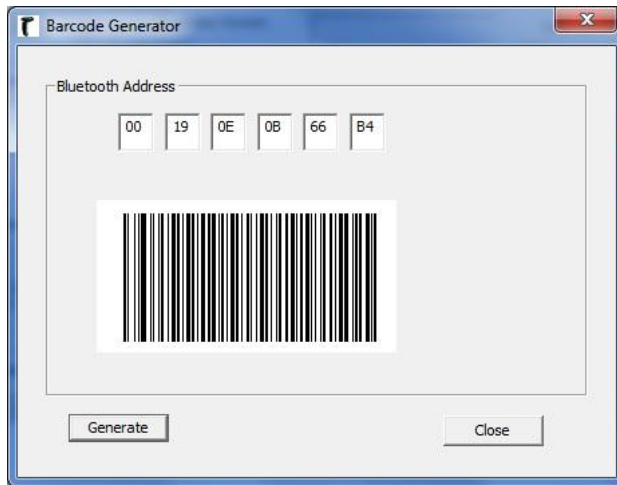 Barcode Generator
Bluetooth Address
00 19 0E 0B 66 B4
Generate Close